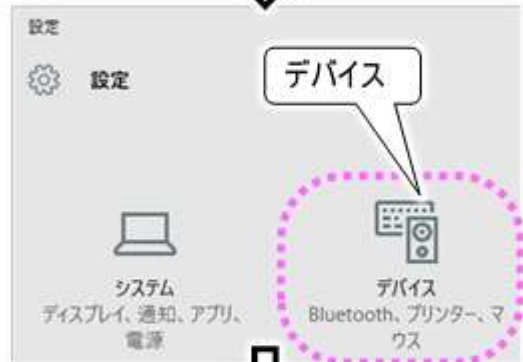 設定
設定
デバイス
システム
デバイス
ディスプレイ、通知、アプリ、
電源
Bluetooth、プリンター、マ
ウス